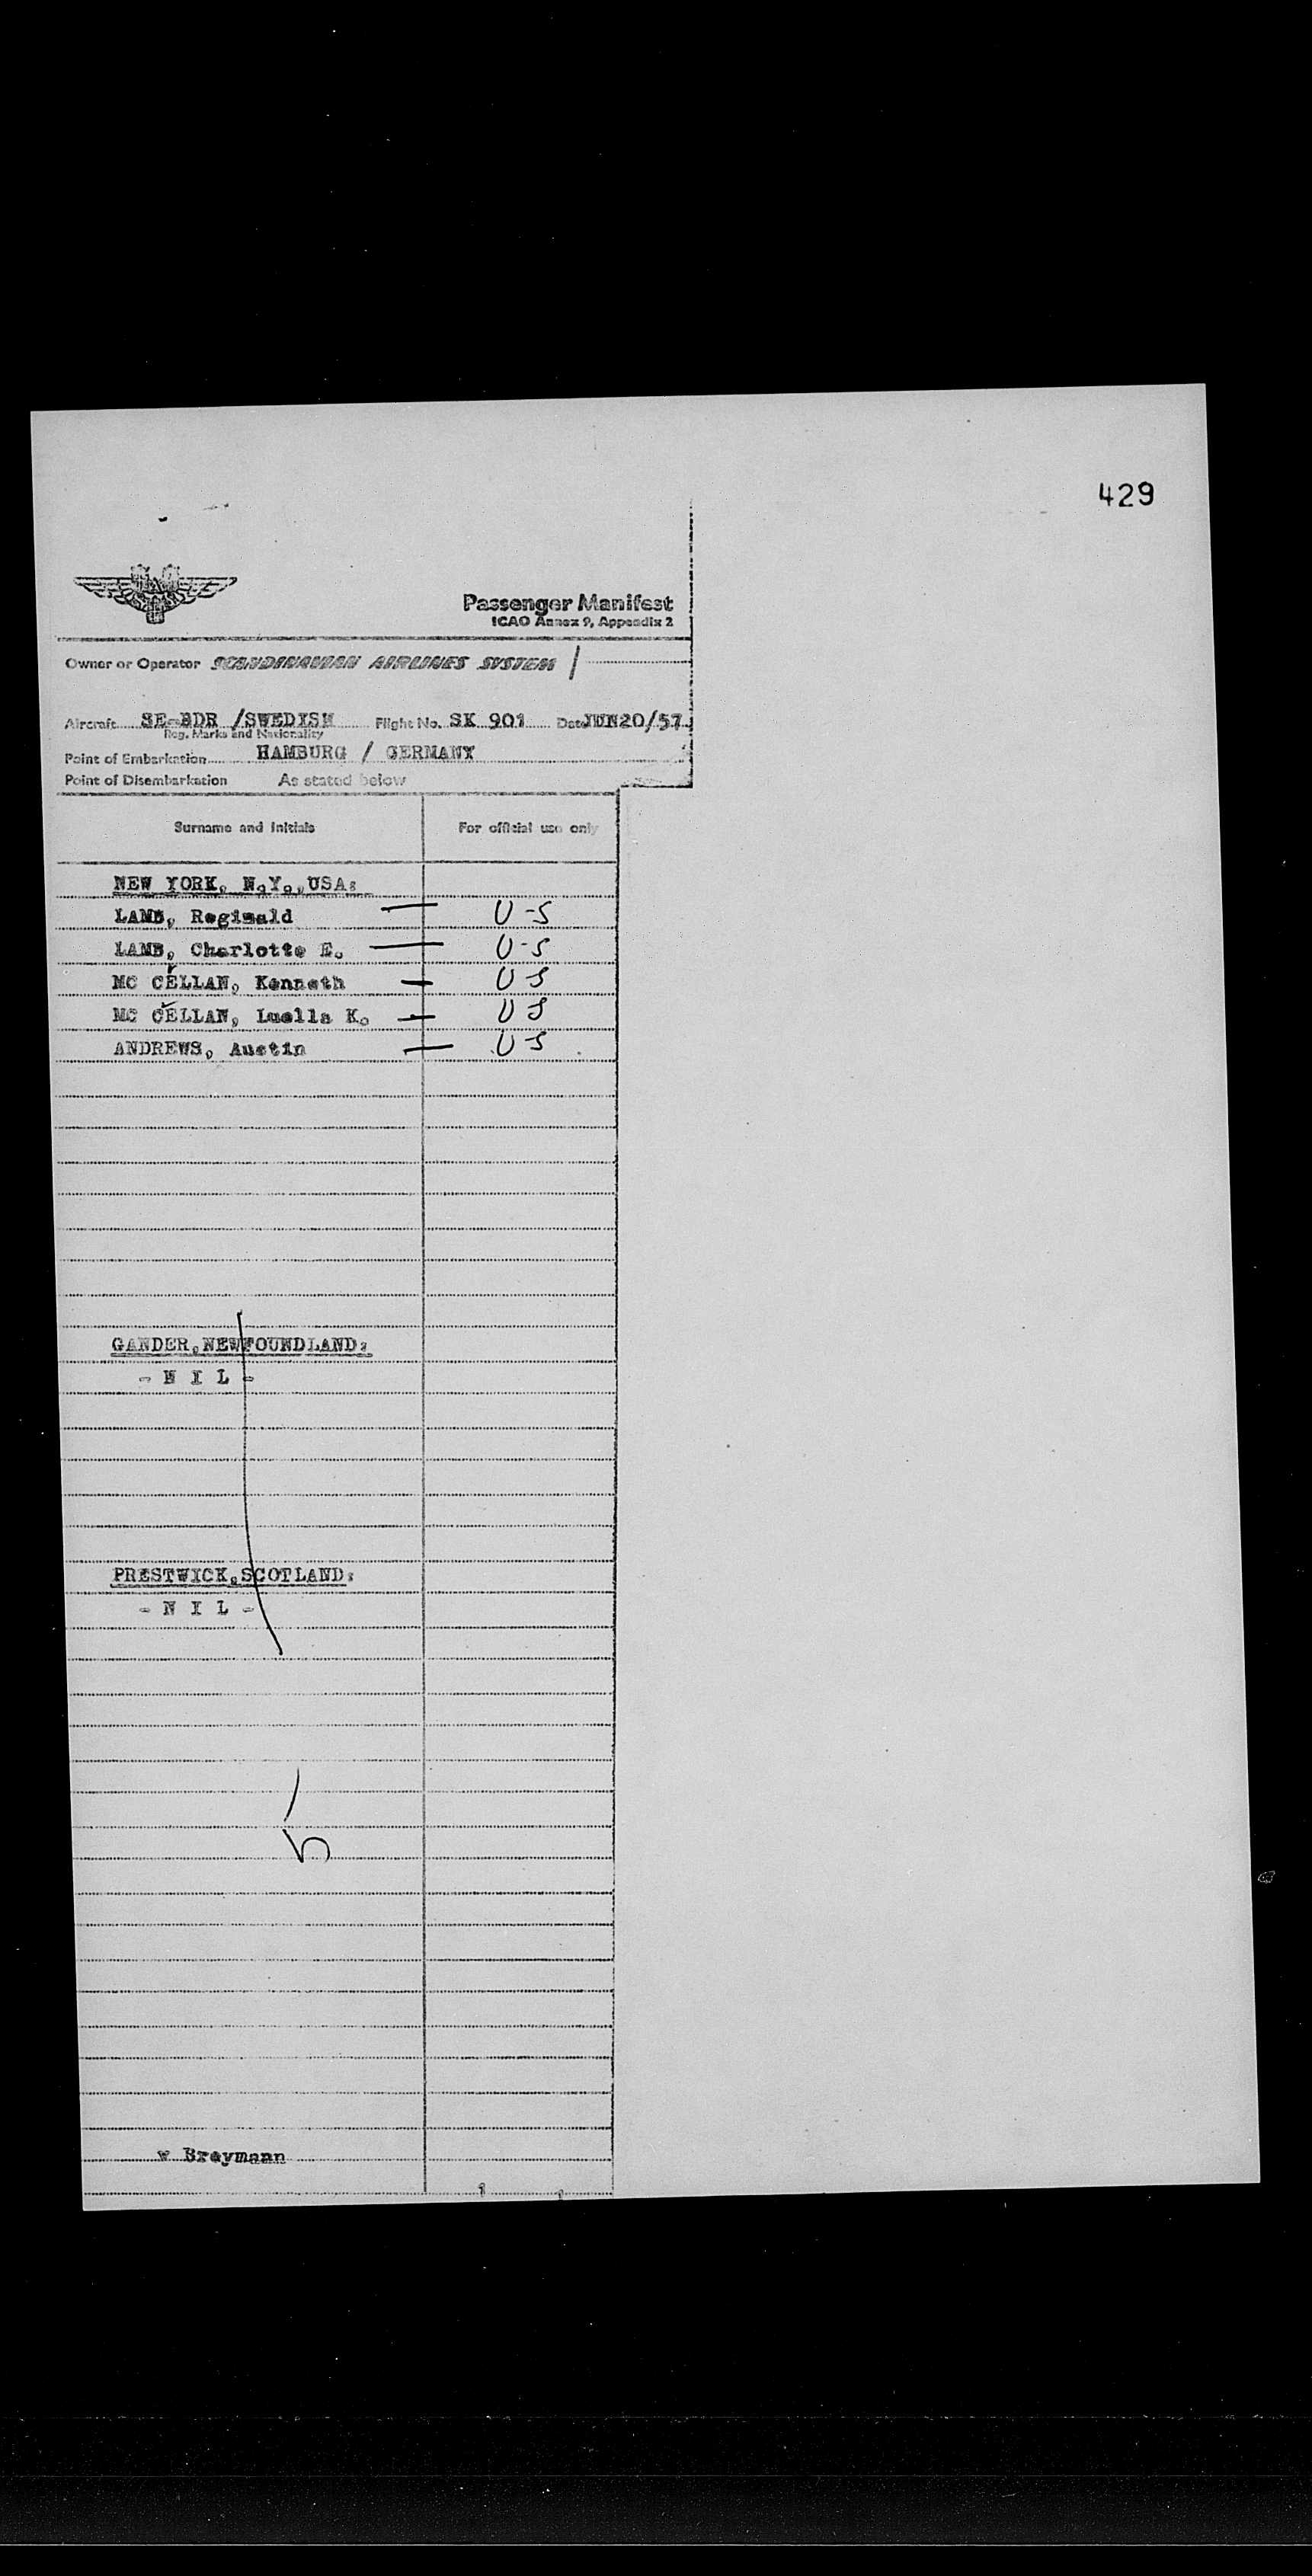 429
Passenger Manifest
ICAO Annex 9, Appendix 2
Owner or Operator SCANDINAVIAN AIRLINES SYSTEM /
Aircraft SE-BDR /SWEDISH Flight No. SK 901 Date JUN20/57
Reg. Marks and Nationality
Point of Embarkation HAMBURG / GERMANY
Point of Disembarkation As stated below
Surname and Initials For official use only
NEW YORK, N.Y.,USA:
LAMB, Reginald — U-S
LAMB, Charlotte E. — U-S
MC CELLAN, Kenneth — US
MC CELLAN, Luella K. — US
ANDREWS, Austin — US
GANDER,NEWFOUNDLAND:
- N I L -
PRESTWICK,SCOTLAND:
- N I L -
5
w Breymann